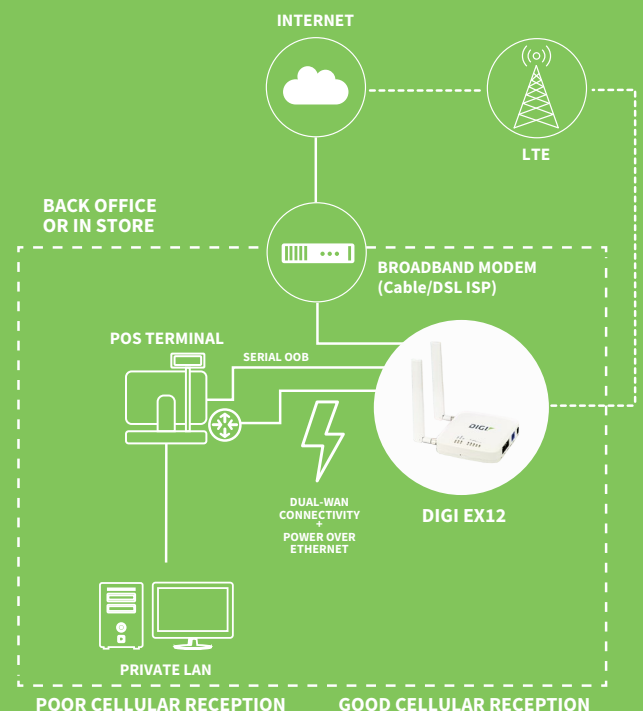 INTERNET
LTE
BACK OFFICE
OR IN STORE
BROADBAND MODEM
(Cable/DSL ISP)
POS TERMINAL
SERIAL OOB
DIGI
DUAL-WAN
CONNECTIVITY
+
POWER OVER
ETHERNET
DIGI EX12
PRIVATE LAN
POOR CELLULAR RECEPTION
GOOD CELLULAR RECEPTION